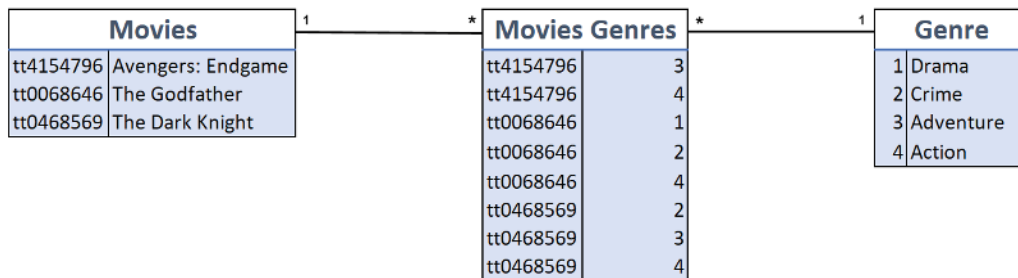 1 * * 1
Movies
tt4154796 Avengers: Endgame
tt0068646 The Godfather
tt0468569 The Dark Knight
Movies Genres
tt4154796 3
tt4154796 4
tt0068646 1
tt0068646 2
tt0068646 4
tt0468569 2
tt0468569 3
tt0468569 4
Genre
1 Drama
2 Crime
3 Adventure
4 Action